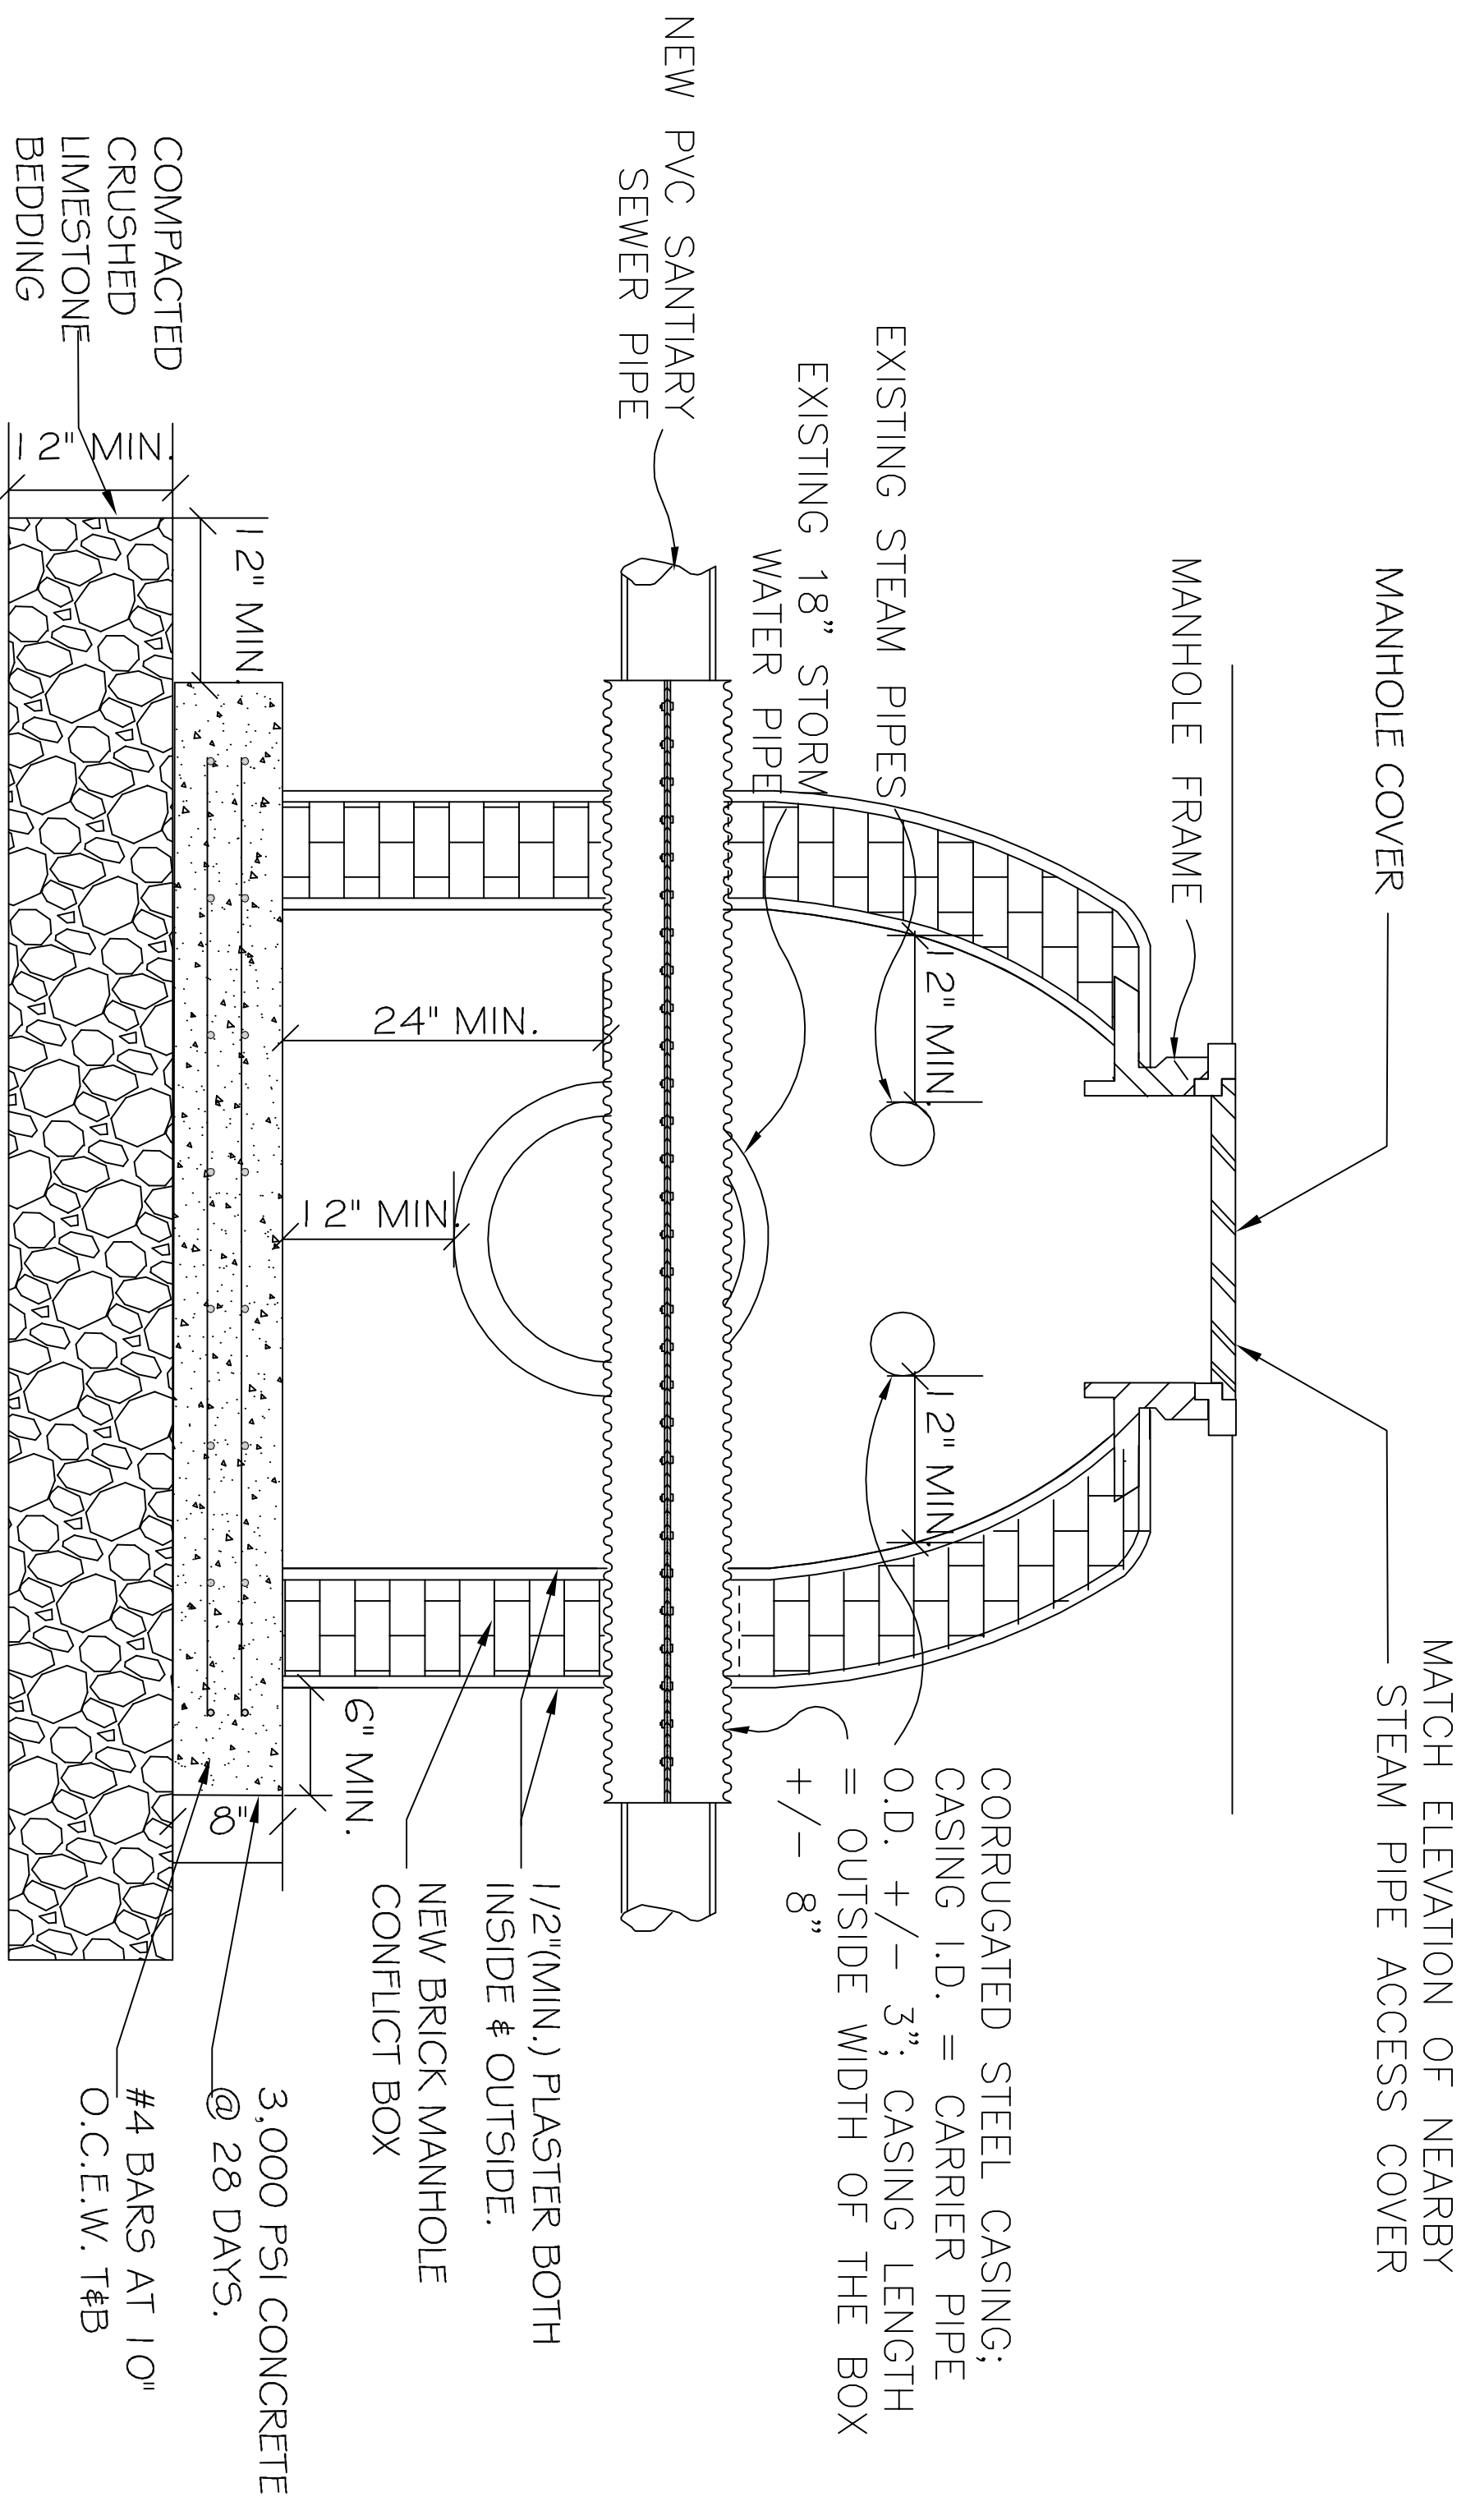 MATCH ELEVATION OF NEARBY
STEAM PIPE ACCESS COVER
MANHOLE COVER
MANHOLE FRAME
EXISTING STEAM PIPES
EXISTING 18” STORM
WATER PIPE
NEW PVC SANTIARY
SEWER PIPE
COMPACTED
CRUSHED
LIMESTONE
BEDDING
12" MIN.
12" MIN.
12" MIN.
12" MIN.
24" MIN.
12" MIN.
6" MIN.
8"
CORRUGATED STEEL CASING;
CASING I.D. = CARRIER PIPE
O.D. +/- 3”; CASING LENGTH
= OUTSIDE WIDTH OF THE BOX
+/- 8”
1/2"(MIN.) PLASTER BOTH
INSIDE & OUTSIDE.
NEW BRICK MANHOLE
CONFLICT BOX
3,000 PSI CONCRETE
@ 28 DAYS.
#4 BARS AT 10"
O.C.E.W. T&B